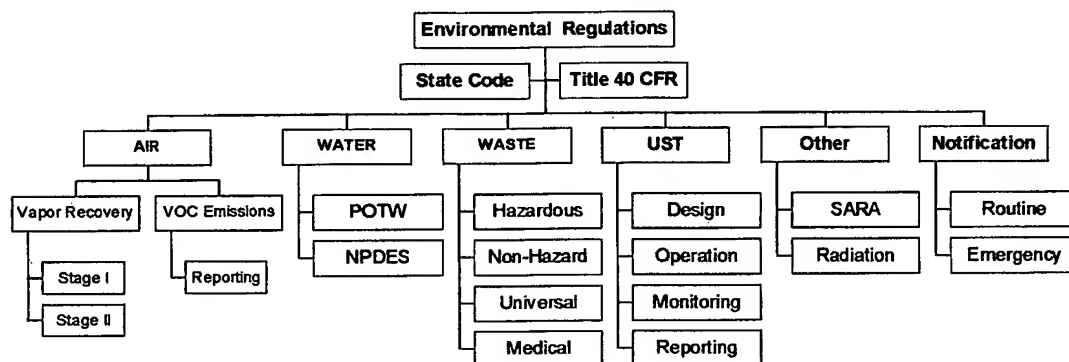 Environmental Regulations
State Code
Title 40 CFR
AIR
WATER
WASTE
UST
Other
Notification
Vapor Recovery
VOC Emissions
Stage I
Stage II
Reporting
POTW
NPDES
Hazardous
Non-Hazard
Universal
Medical
Design
Operation
Monitoring
Reporting
SARA
Radiation
Routine
Emergency